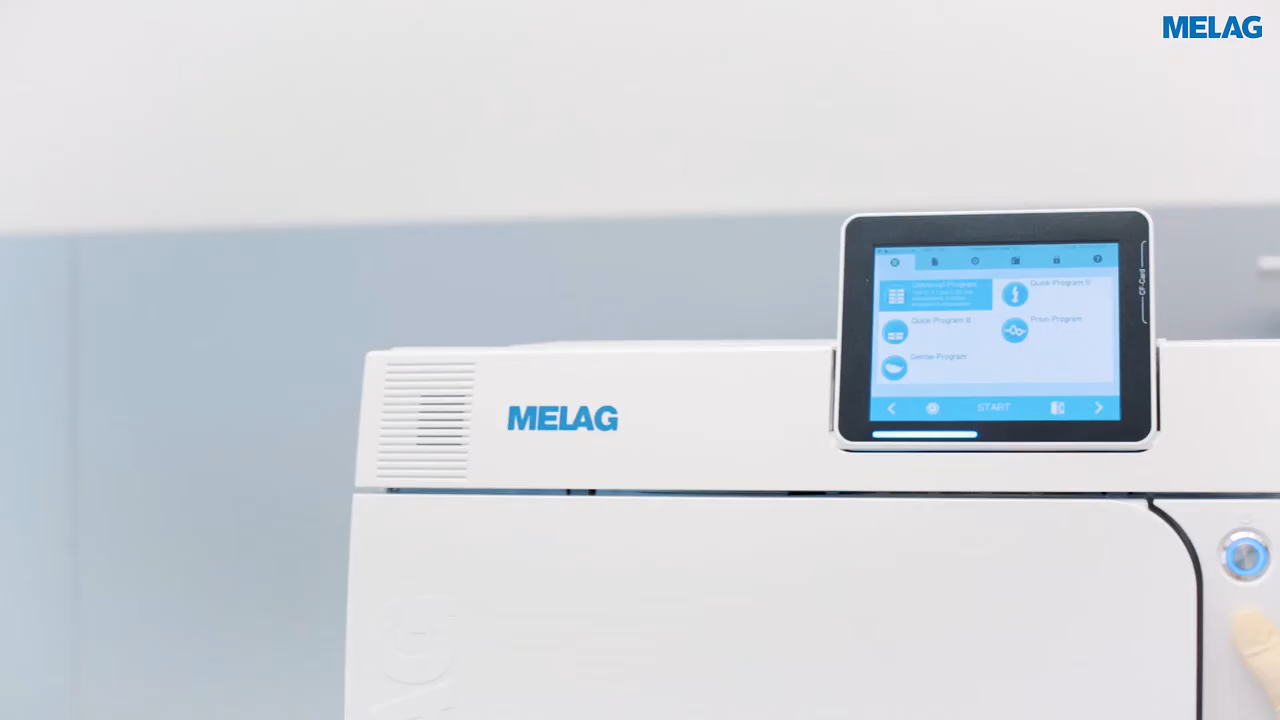 MELAG
CF-Card
Universal-Program
Quick-Program S
Quick-Program B
Prion-Program
Gentle-Program
START
MELAG